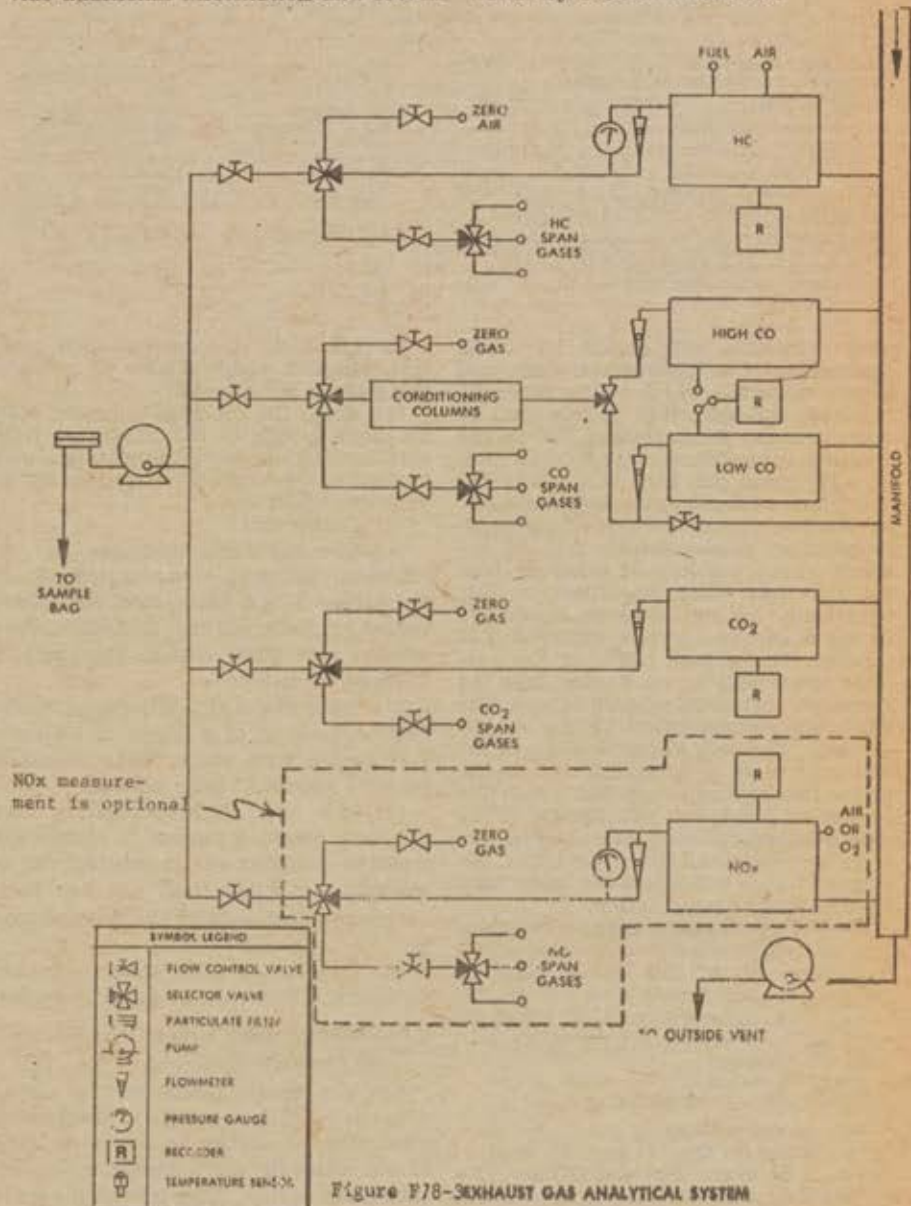 FUEL AIR
ZERO
AIR
HC
R
HC
SPAN
GASES
ZERO
GAS
HIGH CO
CONDITIONING
COLUMNS
R
LOW CO
CO
SPAN
GASES
MANIFOLD
TO
SAMPLE
BAG
ZERO
GAS
CO2
R
CO2
SPAN
GASES
NOx measure-
ment is optional
R
AIR
OR
O2
ZERO
GAS
NOx
NO
SPAN
GASES
TO OUTSIDE VENT
SYMBOL LEGEND
FLOW CONTROL VALVE
SELECTOR VALVE
PARTICULATE FILTER
PUMP
FLOWMETER
PRESSURE GAUGE
R RECORDER
TEMPERATURE SENSOR
Figure F78-3 EXHAUST GAS ANALYTICAL SYSTEM